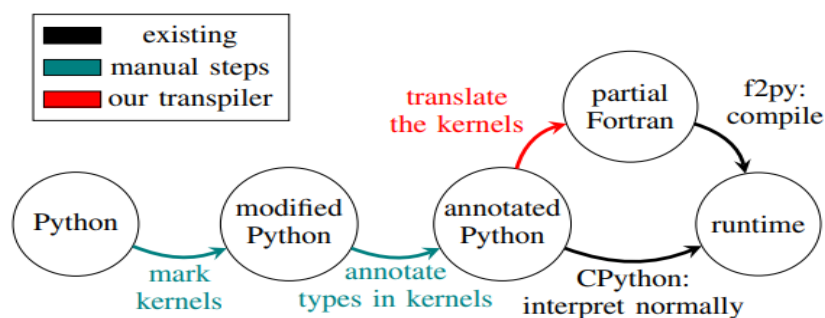 existing
manual steps
our transpiler
translate
the kernels
partial
Fortran
f2py:
compile
Python
modified
Python
annotated
Python
runtime
mark
kernels
annotate
types in kernels
CPython:
interpret normally